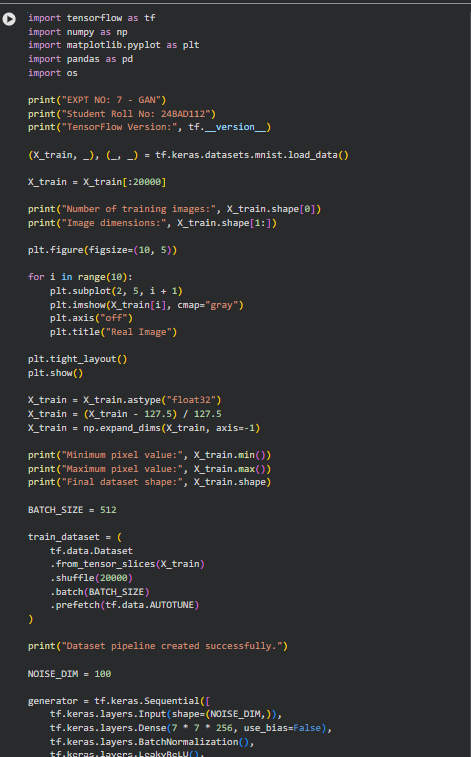 import tensorflow as tf
import numpy as np
import matplotlib.pyplot as plt
import pandas as pd
import os

print("EXPT NO: 7 - GAN")
print("Student Roll No: 24BAD112")
print("TensorFlow Version:", tf.__version__)

(X_train, _), (_, _) = tf.keras.datasets.mnist.load_data()

X_train = X_train[:20000]

print("Number of training images:", X_train.shape[0])
print("Image dimensions:", X_train.shape[1:])

plt.figure(figsize=(10, 5))

for i in range(10):
    plt.subplot(2, 5, i + 1)
    plt.imshow(X_train[i], cmap="gray")
    plt.axis("off")
    plt.title("Real Image")

plt.tight_layout()
plt.show()

X_train = X_train.astype("float32")
X_train = (X_train - 127.5) / 127.5
X_train = np.expand_dims(X_train, axis=-1)

print("Minimum pixel value:", X_train.min())
print("Maximum pixel value:", X_train.max())
print("Final dataset shape:", X_train.shape)

BATCH_SIZE = 512

train_dataset = (
    tf.data.Dataset
    .from_tensor_slices(X_train)
    .shuffle(20000)
    .batch(BATCH_SIZE)
    .prefetch(tf.data.AUTOTUNE)
)

print("Dataset pipeline created successfully.")

NOISE_DIM = 100

generator = tf.keras.Sequential([
    tf.keras.layers.Input(shape=(NOISE_DIM,)),
    tf.keras.layers.Dense(7 * 7 * 256, use_bias=False),
    tf.keras.layers.BatchNormalization(),
    tf.keras.layers.LeakyReLU(),